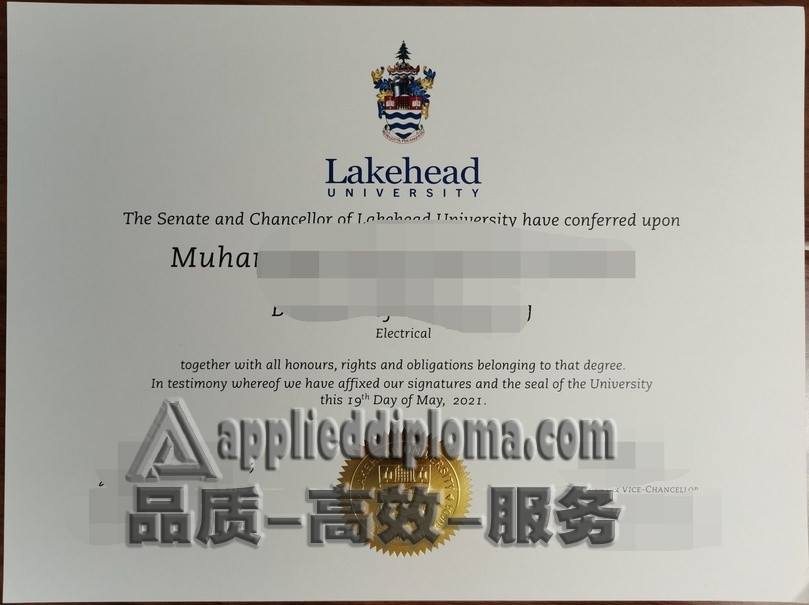 Lakehead
UNIVERSITY
The Senate and Chancellor of Lakehead University have conferred upon
Electrical
together with all honours, rights and obligations belonging to that degree.
In testimony whereof we have affixed our signatures and the seal of the University
this 19th Day of May, 2021.
applieddiploma.com
VICE-CHANCELLOR
品质-高效-服务